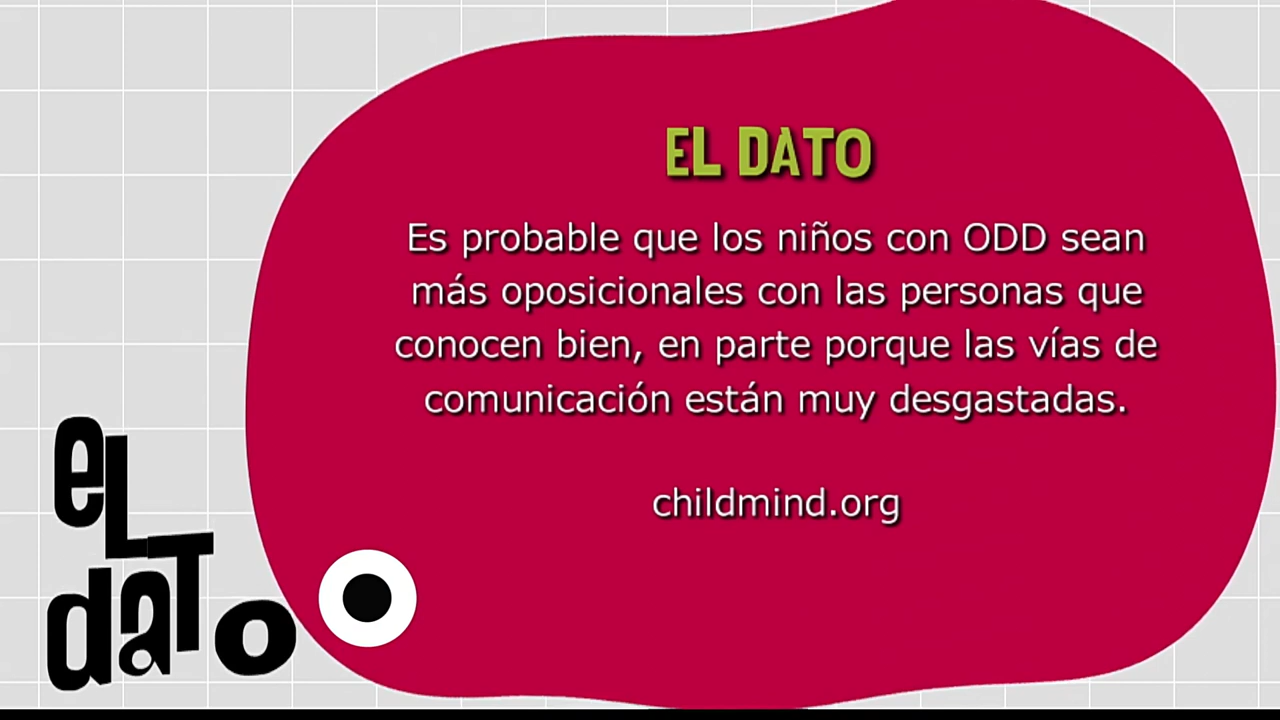 EL DATO
Es probable que los niños con ODD sean
más oposicionales con las personas que
conocen bien, en parte porque las vías de
comunicación están muy desgastadas.
childmind.org
eL
daTo